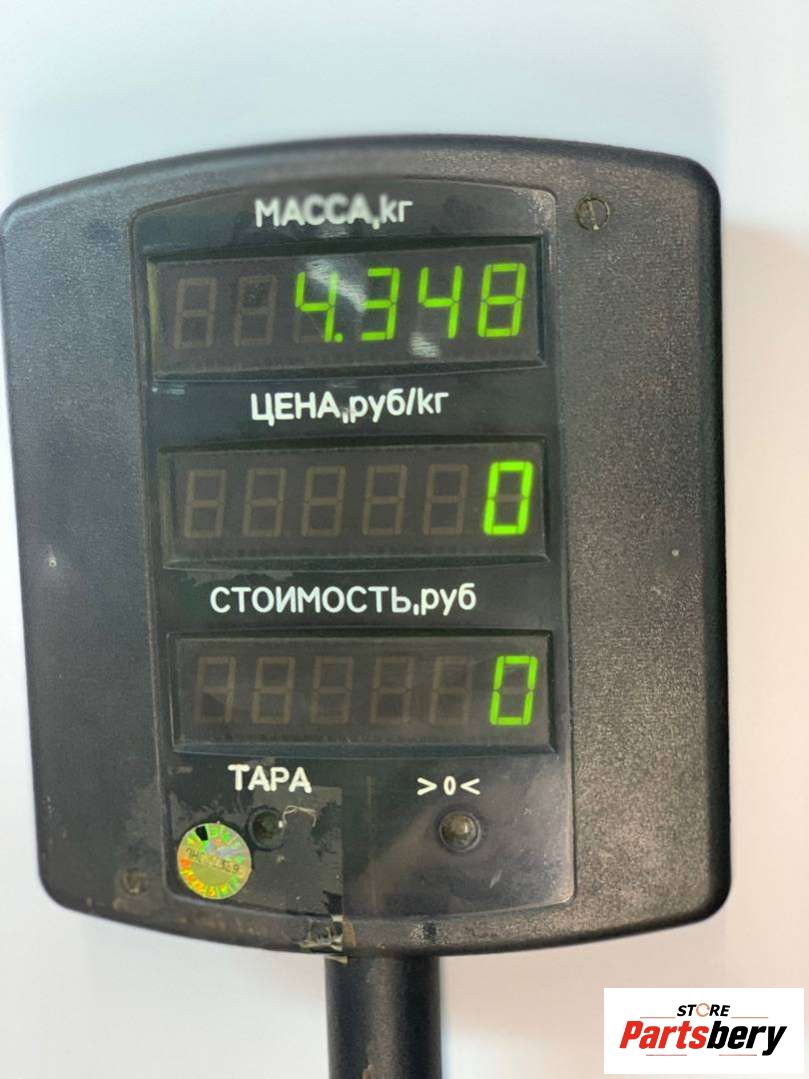 МАССА,кг
4.348
ЦЕНА,руб/кг
0
СТОИМОСТЬ,руб
0
ТАРА >0<
STORE
Partsbery